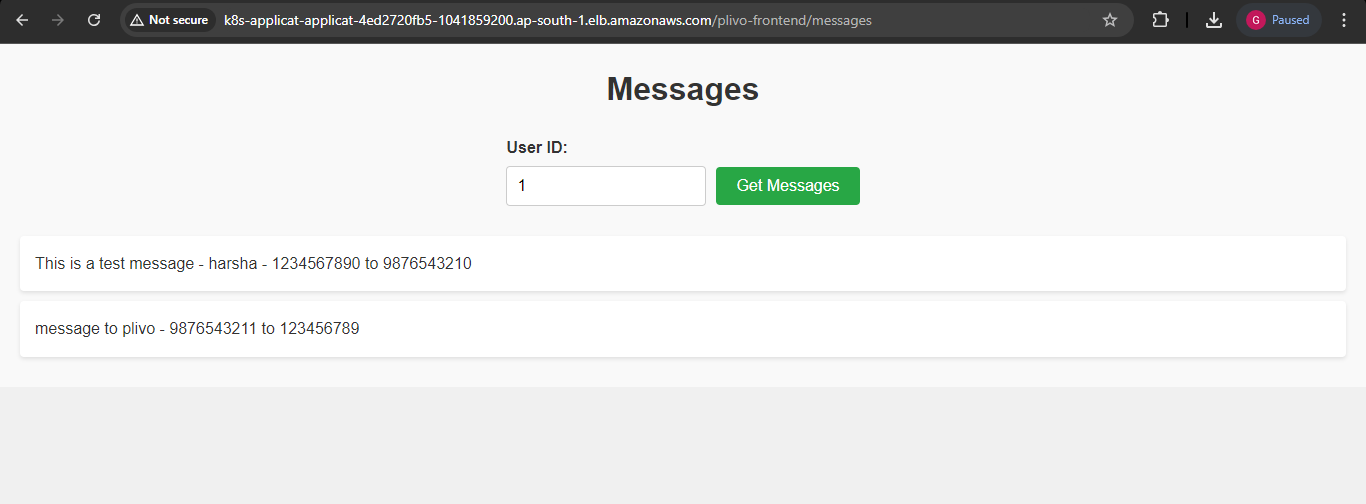 Not secure k8s-applicat-applicat-4ed2720fb5-1041859200.ap-south-1.elb.amazonaws.com/plivo-frontend/messages G Paused
Messages
User ID:
1 Get Messages
This is a test message - harsha - 1234567890 to 9876543210
message to plivo - 9876543211 to 123456789